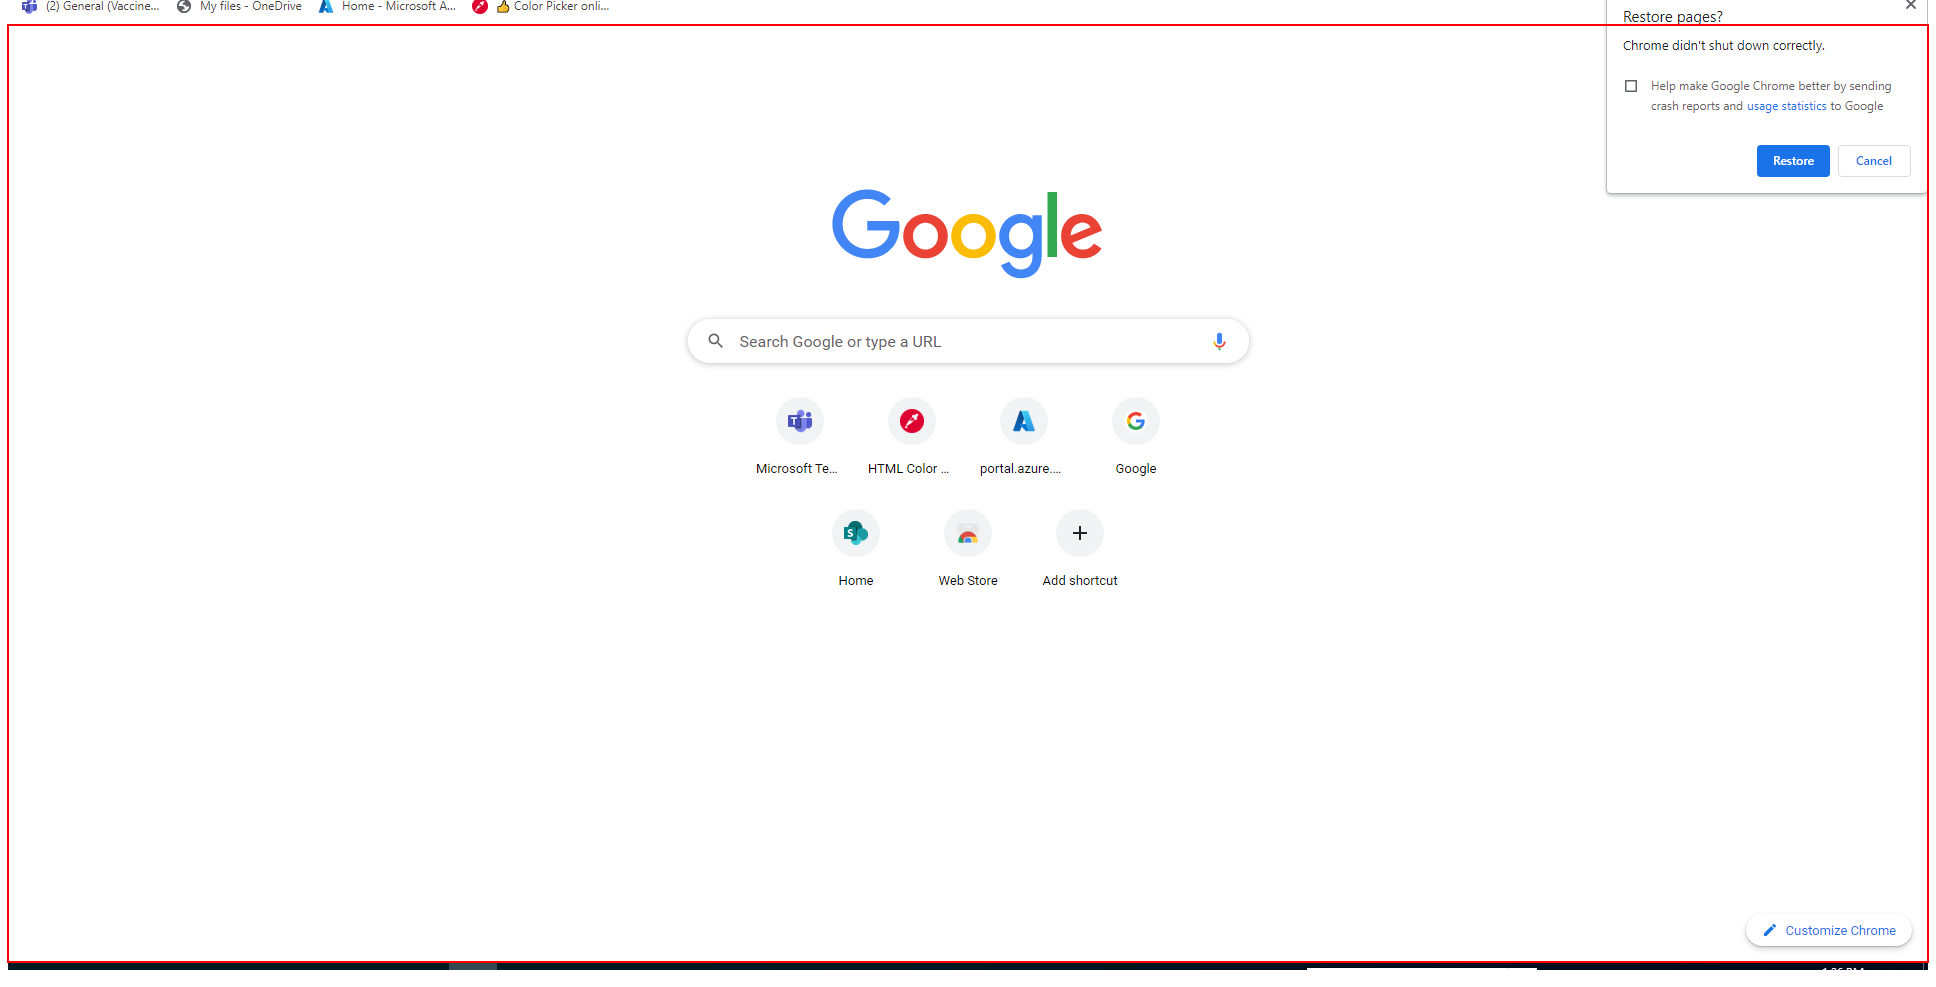 (2) General (Vaccine...
My files - OneDrive
Home - Microsoft A...
Color Picker onli...
Restore pages?
Chrome didn't shut down correctly.
Help make Google Chrome better by sending
crash reports and usage statistics to Google
Restore
Cancel
Google
Search Google or type a URL
Microsoft Te...
HTML Color ...
portal.azure....
Google
Home
Web Store
Add shortcut
Customize Chrome